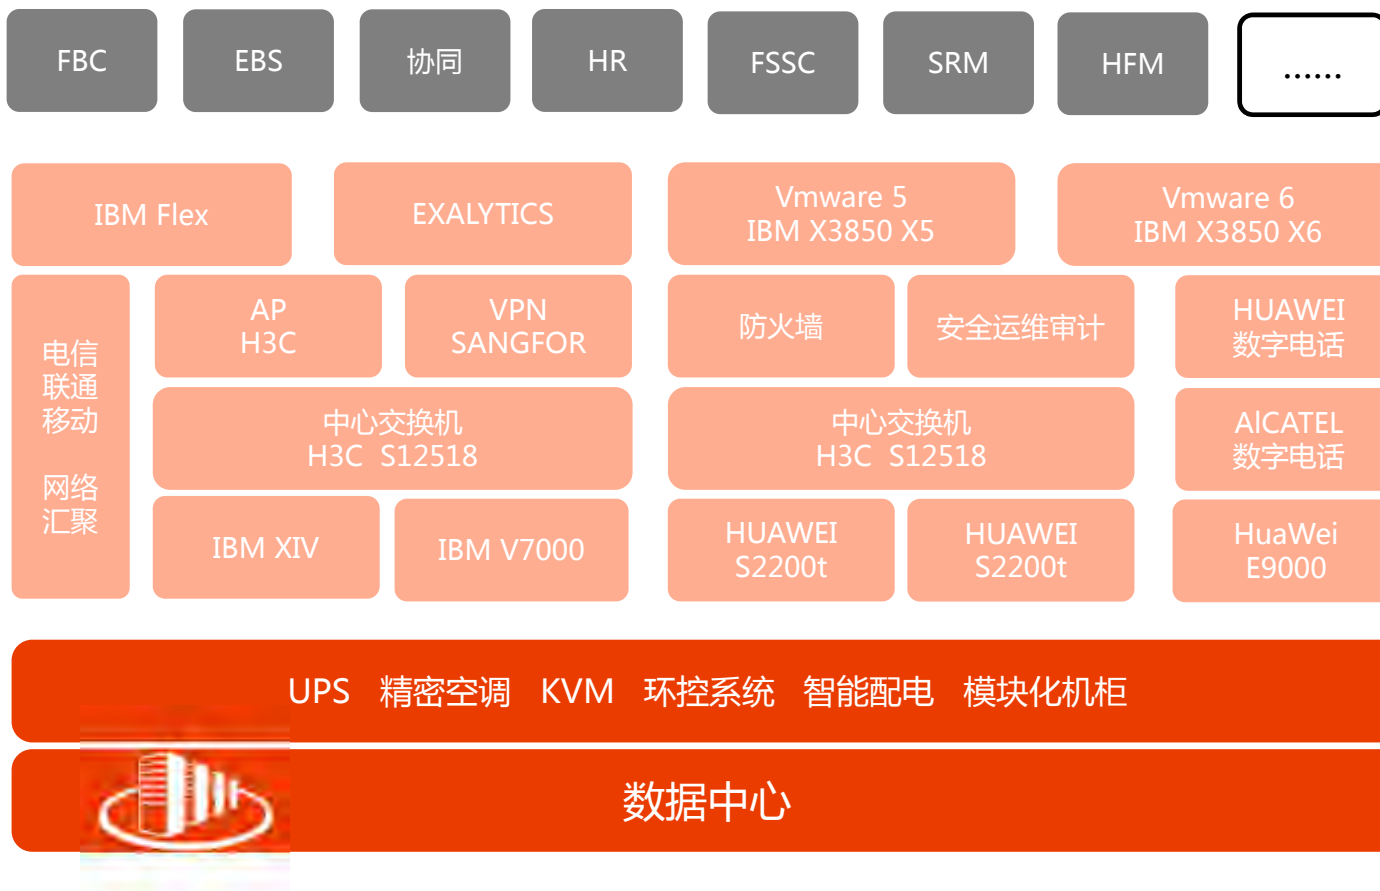 FBC
EBS
协同
HR
FSSC
SRM
HFM
......
IBM Flex
EXALYTICS
Vmware 5
IBM X3850 X5
Vmware 6
IBM X3850 X6
电信
联通
移动
网络
汇聚
AP
H3C
VPN
SANGFOR
防火墙
安全运维审计
HUAWEI
数字电话
中心交换机
H3C  S12518
中心交换机
H3C  S12518
AlCATEL
数字电话
IBM XIV
IBM V7000
HUAWEI
S2200t
HUAWEI
S2200t
HuaWei
E9000
UPS 精密空调 KVM 环控系统 智能配电 模块化机柜
数据中心